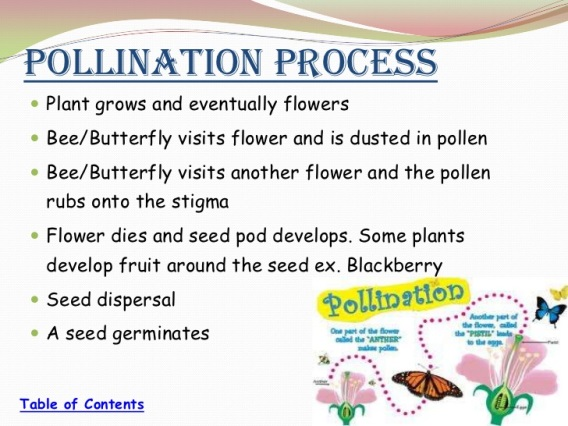 POLLINATION PROCESS
Plant grows and eventually flowers
Bee/Butterfly visits flower and is dusted in pollen
Bee/Butterfly visits another flower and the pollen
rubs onto the stigma
Flower dies and seed pod develops. Some plants
develop fruit around the seed ex. Blackberry
Seed dispersal
A seed germinates
Pollination
One part of the flower
called the "ANTHER"
makes pollen.
Another part of
the flower, called
the "PISTIL" leads
to the eggs.
Pistil
Eggs
Table of Contents